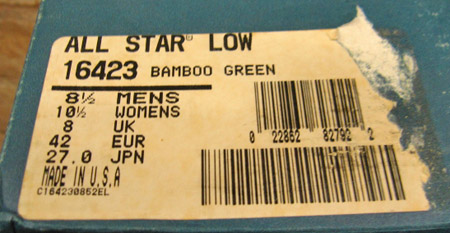 ALL STAR® LOW
16423 BAMBOO GREEN
8½ MENS
10½ WOMENS
8 UK
42 EUR
27.0 JPN
MADE IN U.S.A
C164230852EL
0 22862 82792 2